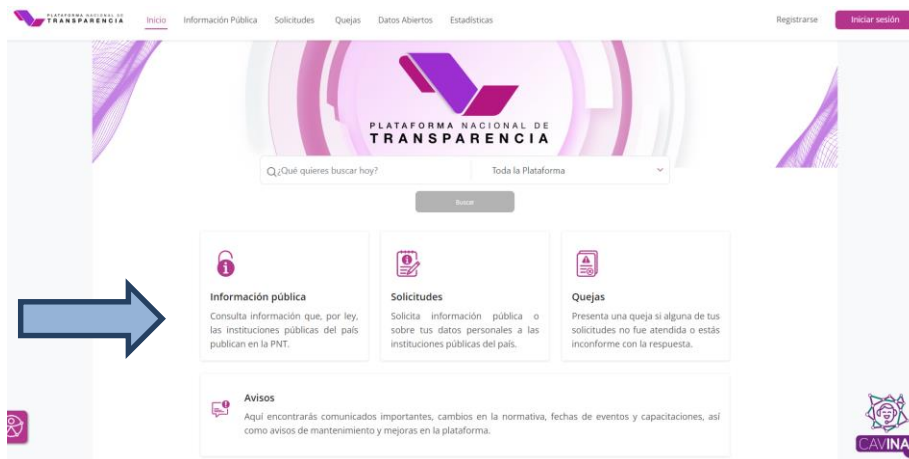 PLATAFORMA NACIONAL DE
TRANSPARENCIA
Inicio
Información Pública
Solicitudes
Quejas
Datos Abiertos
Estadísticas
Registrarse
Iniciar sesión
PLATAFORMA NACIONAL DE
TRANSPARENCIA
¿Qué quieres buscar hoy?
Toda la Plataforma
Buscar
Información pública
Consulta información que, por ley,
las instituciones públicas del país
publican en la PNT.
Solicitudes
Solicita información pública o
sobre tus datos personales a las
instituciones públicas del país.
Quejas
Presenta una queja si alguna de tus
solicitudes no fue atendida o estás
inconforme con la respuesta.
Avisos
Aquí encontrarás comunicados importantes, cambios en la normativa, fechas de eventos y capacitaciones, así
como avisos de mantenimiento y mejoras en la plataforma.
CAVINA